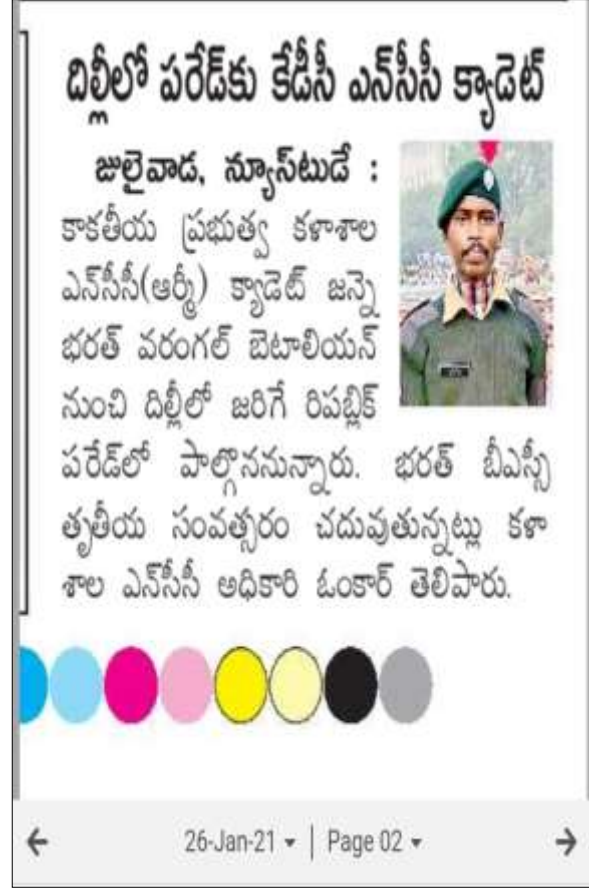 దిల్లీలో పరేడ్‌కు కేడీసీ ఎన్‌సీసీ క్యాడెట్
జులైవాడ, న్యూస్‌టుడే :
కాకతీయ ప్రభుత్వ కళాశాల
ఎన్‌సీసీ(ఆర్మీ) క్యాడెట్ జన్నె
భరత్ వరంగల్ బెటాలియన్
నుంచి దిల్లీలో జరిగే రిపబ్లిక్
పరేడ్‌లో పాల్గొననున్నారు. భరత్ బీఎస్సీ
తృతీయ సంవత్సరం చదువుతున్నట్లు కళా
శాల ఎన్‌సీసీ అధికారి ఓంకార్ తెలిపారు.
26-Jan-21 | Page 02